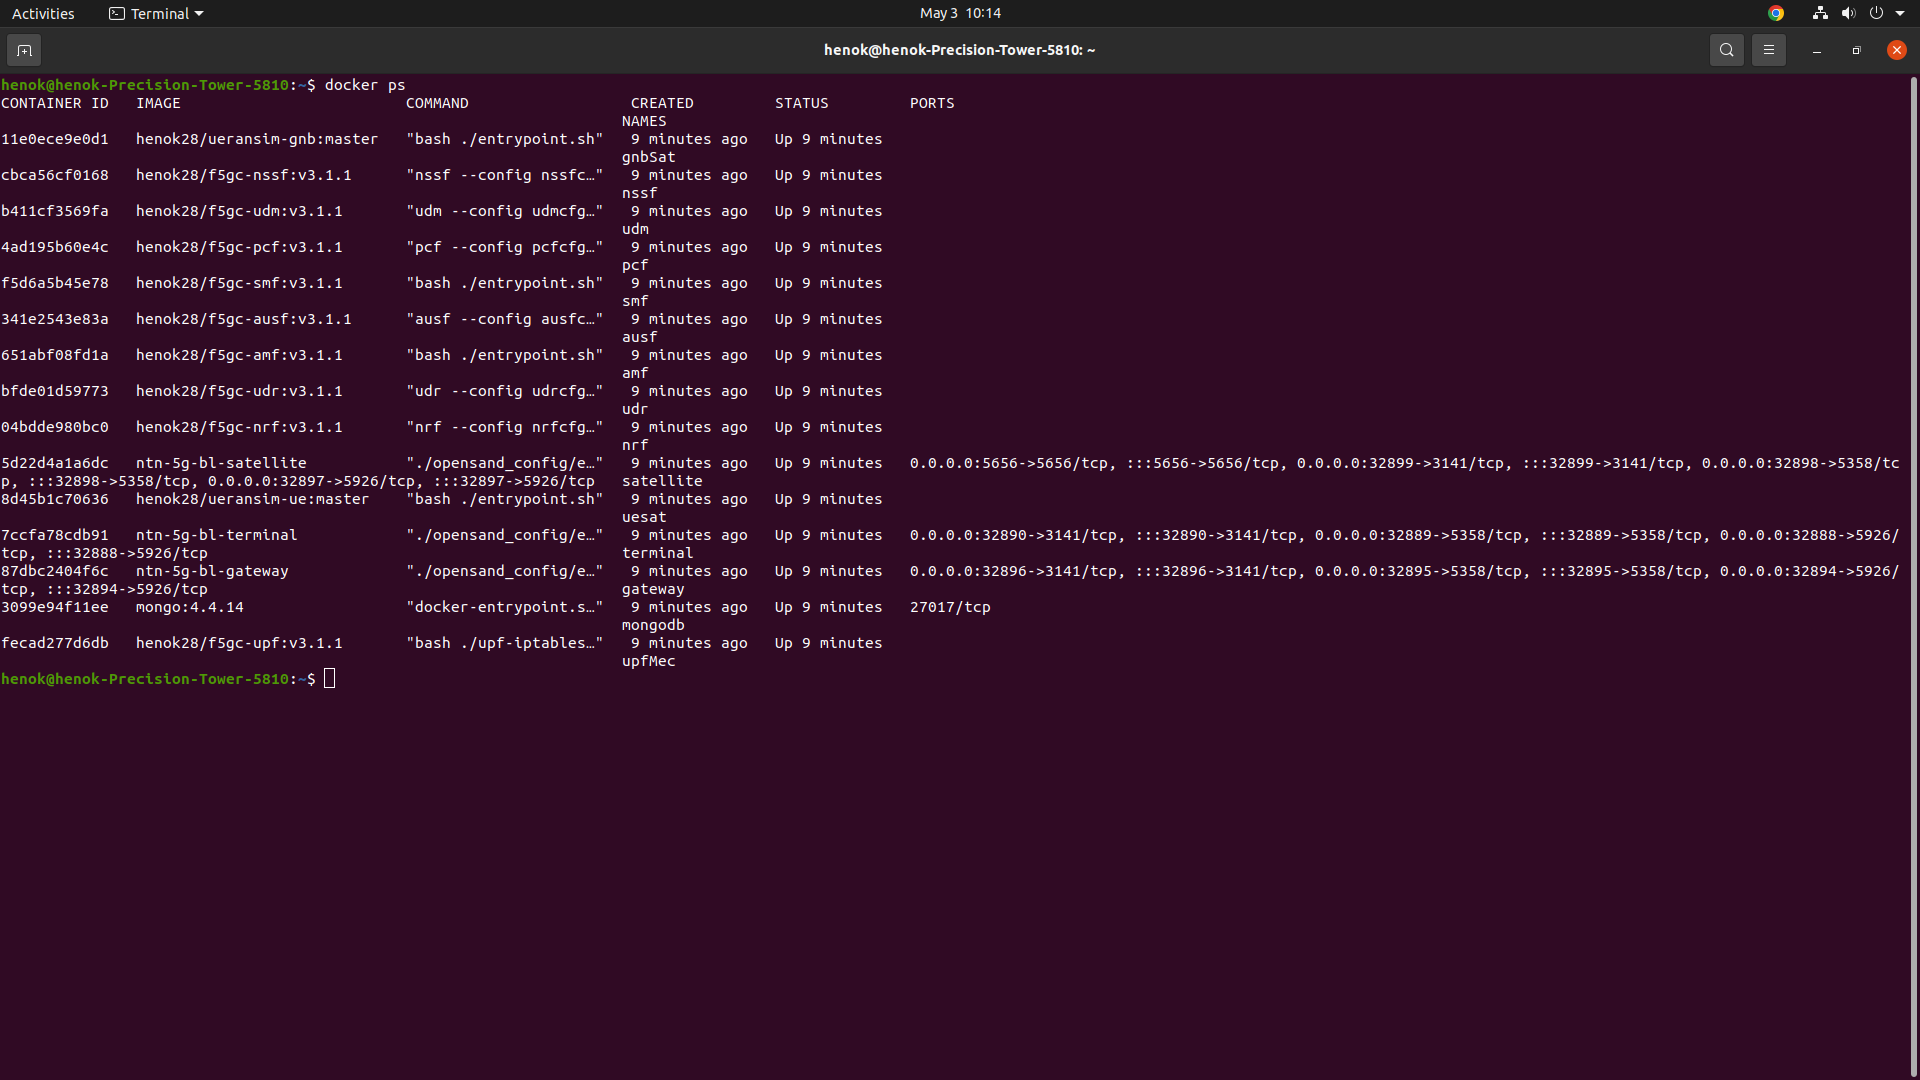 Activities Terminal May 3 10:14
henok@henok-Precision-Tower-5810: ~
henok@henok-Precision-Tower-5810:~$ docker ps
CONTAINER ID   IMAGE                         COMMAND                  CREATED         STATUS         PORTS
NAMES
11e0ece9e0d1   henok28/ueransim-gnb:master   "bash ./entrypoint.sh"   9 minutes ago   Up 9 minutes
gnbSat
cbca56cf0168   henok28/f5gc-nssf:v3.1.1      "nssf --config nssfc…"   9 minutes ago   Up 9 minutes
nssf
b411cf3569fa   henok28/f5gc-udm:v3.1.1       "udm --config udmcfg…"   9 minutes ago   Up 9 minutes
udm
4ad195b60e4c   henok28/f5gc-pcf:v3.1.1       "pcf --config pcfcfg…"   9 minutes ago   Up 9 minutes
pcf
f5d6a5b45e78   henok28/f5gc-smf:v3.1.1       "bash ./entrypoint.sh"   9 minutes ago   Up 9 minutes
smf
341e2543e83a   henok28/f5gc-ausf:v3.1.1      "ausf --config ausfc…"   9 minutes ago   Up 9 minutes
ausf
651abf08fd1a   henok28/f5gc-amf:v3.1.1       "bash ./entrypoint.sh"   9 minutes ago   Up 9 minutes
amf
bfde01d59773   henok28/f5gc-udr:v3.1.1       "udr --config udrcfg…"   9 minutes ago   Up 9 minutes
udr
04bdde980bc0   henok28/f5gc-nrf:v3.1.1       "nrf --config nrfcfg…"   9 minutes ago   Up 9 minutes
nrf
5d22d4a1a6dc   ntn-5g-bl-satellite           "./opensand_config/e…"   9 minutes ago   Up 9 minutes   0.0.0.0:5656->5656/tcp, :::5656->5656/tcp, 0.0.0.0:32899->3141/tcp, :::32899->3141/tcp, 0.0.0.0:32898->5358/tc
p, :::32898->5358/tcp, 0.0.0.0:32897->5926/tcp, :::32897->5926/tcp   satellite
8d45b1c70636   henok28/ueransim-ue:master    "bash ./entrypoint.sh"   9 minutes ago   Up 9 minutes
uesat
7ccfa78cdb91   ntn-5g-bl-terminal            "./opensand_config/e…"   9 minutes ago   Up 9 minutes   0.0.0.0:32890->3141/tcp, :::32890->3141/tcp, 0.0.0.0:32889->5358/tcp, :::32889->5358/tcp, 0.0.0.0:32888->5926/
tcp, :::32888->5926/tcp   terminal
87dbc2404f6c   ntn-5g-bl-gateway             "./opensand_config/e…"   9 minutes ago   Up 9 minutes   0.0.0.0:32896->3141/tcp, :::32896->3141/tcp, 0.0.0.0:32895->5358/tcp, :::32895->5358/tcp, 0.0.0.0:32894->5926/
tcp, :::32894->5926/tcp   gateway
3099e94f11ee   mongo:4.4.14                  "docker-entrypoint.s…"   9 minutes ago   Up 9 minutes   27017/tcp
mongodb
fecad277d6db   henok28/f5gc-upf:v3.1.1       "bash ./upf-iptables…"   9 minutes ago   Up 9 minutes
upfMec
henok@henok-Precision-Tower-5810:~$